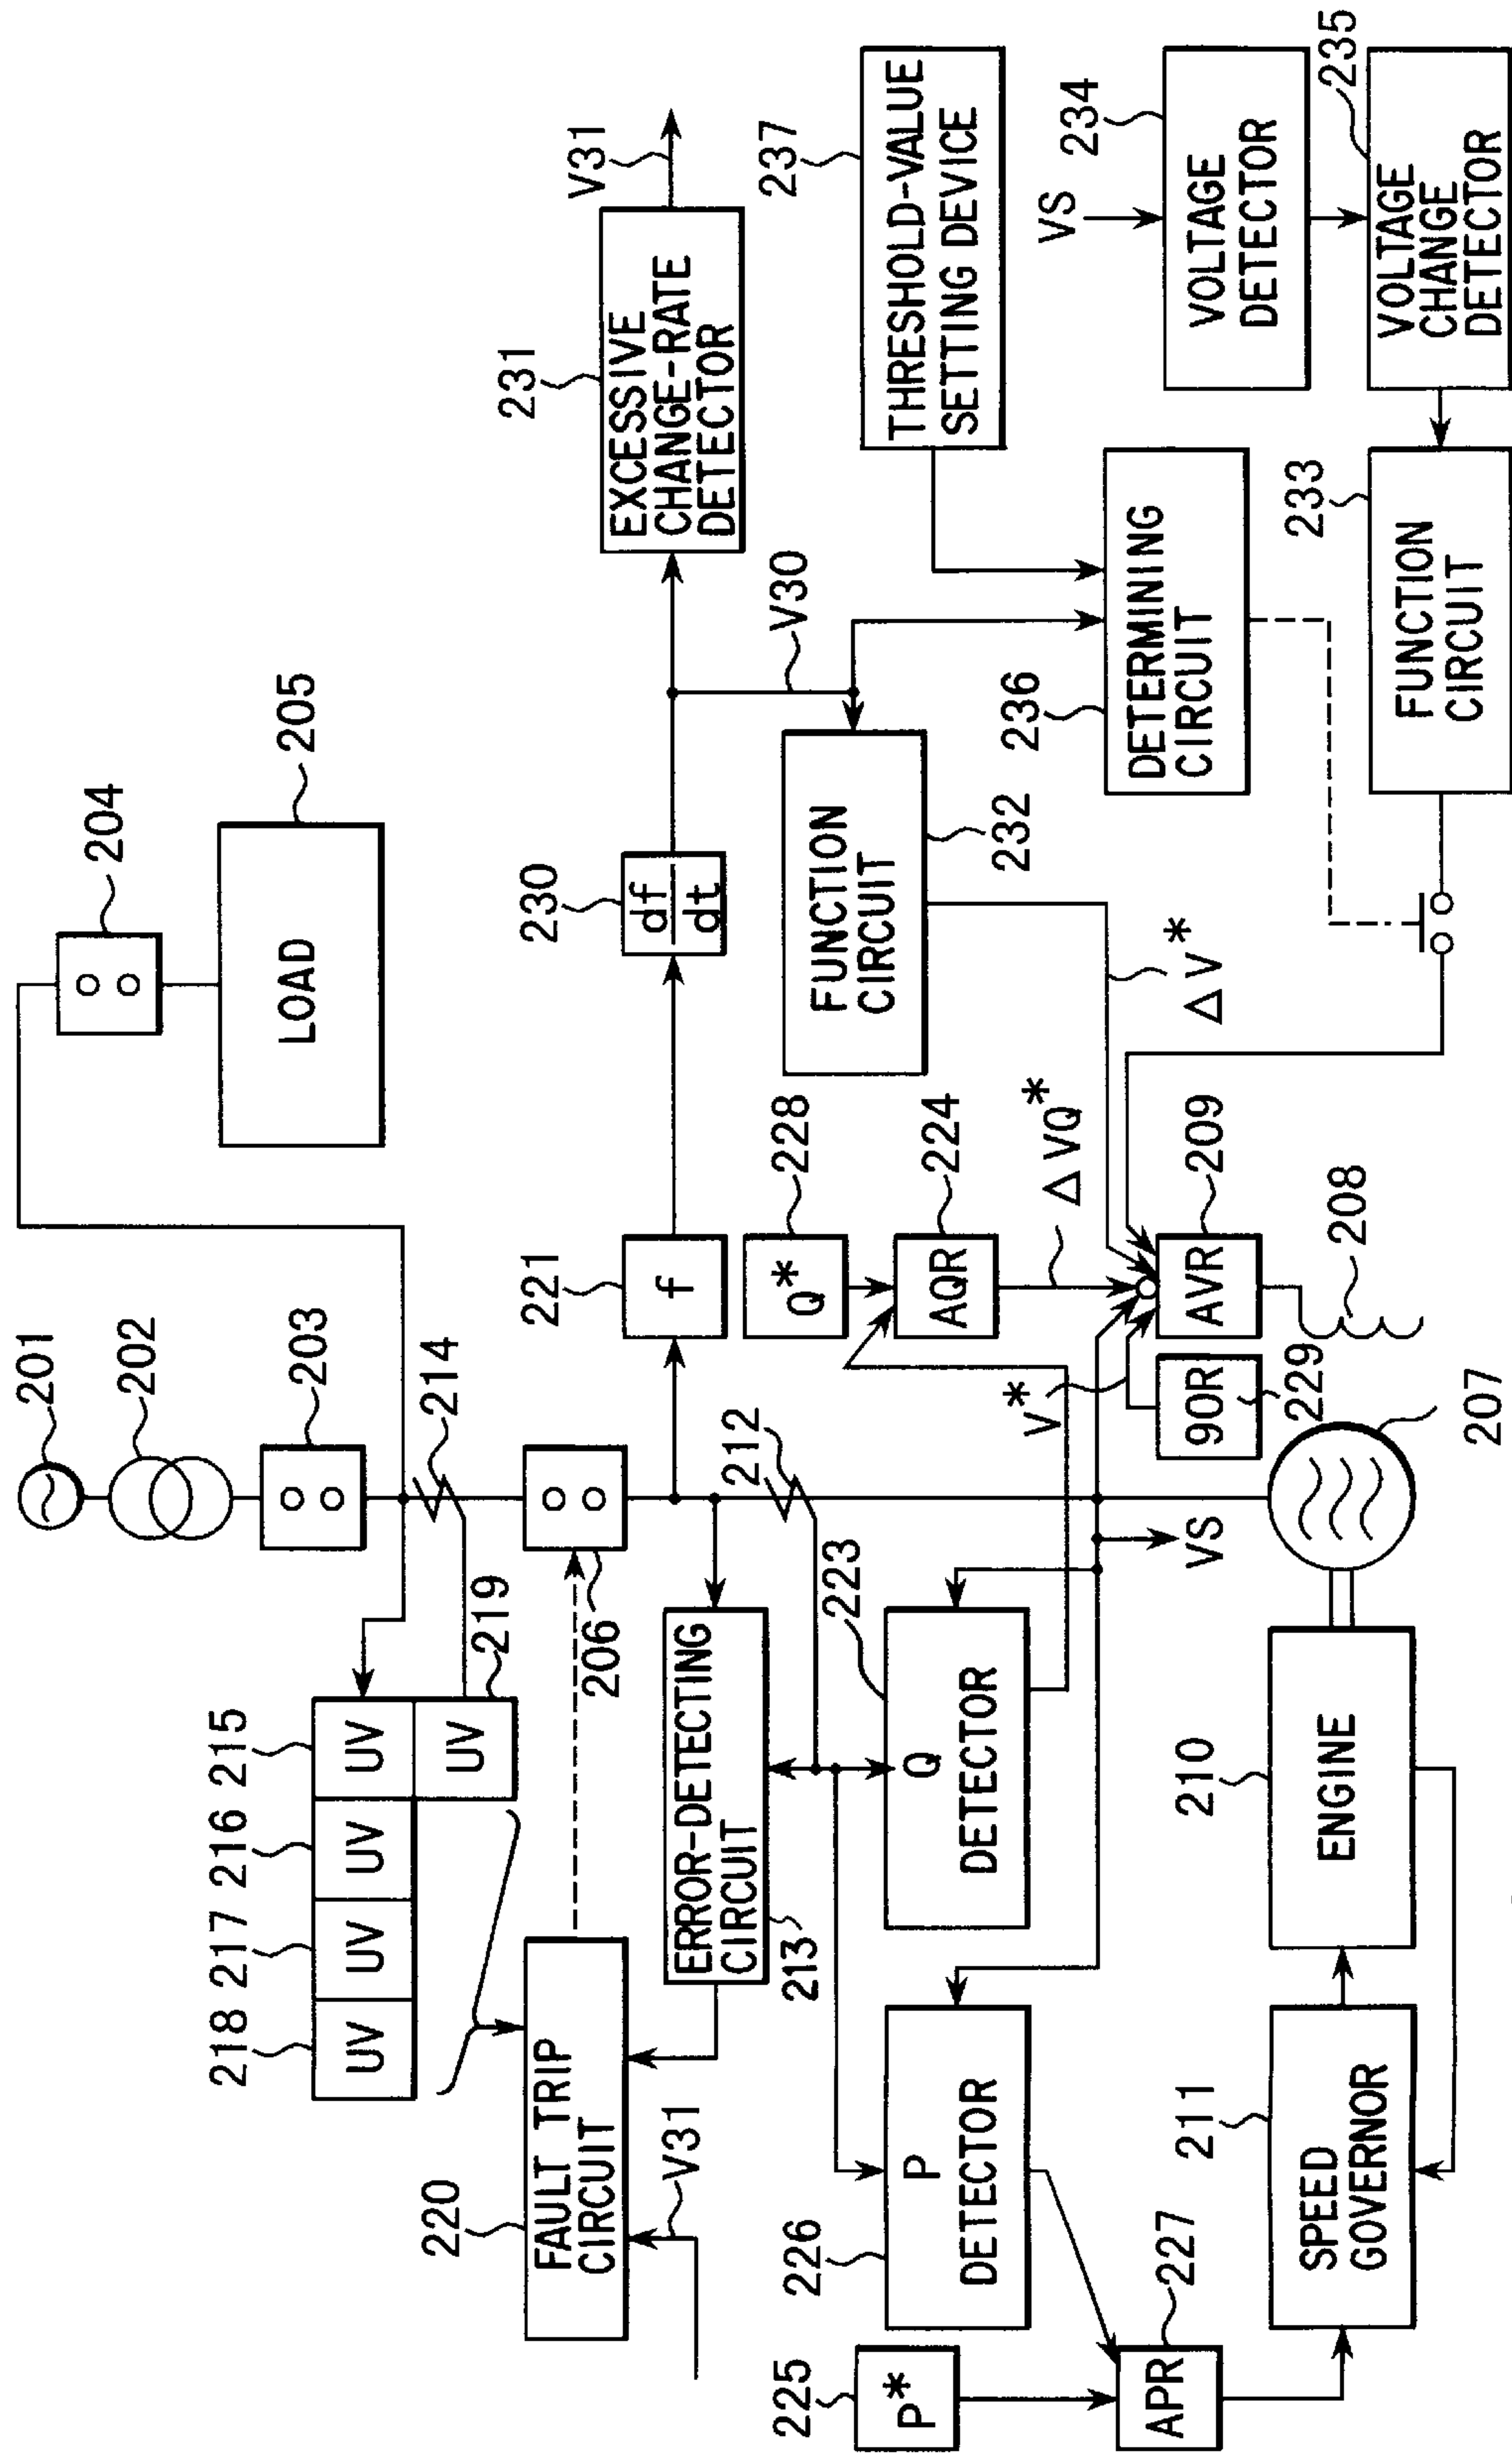 201
202
203
204
205
LOAD
214
215
216
217
218
UV
UV
UV
UV
UV
219
206
220
FAULT TRIP
CIRCUIT
V31
ERROR-DETECTING
CIRCUIT
213
212
221
f
230
df
dt
231
EXCESSIVE
CHANGE-RATE
DETECTOR
V31
V30
237
THRESHOLD-VALUE
SETTING DEVICE
VS
234
VOLTAGE
DETECTOR
235
VOLTAGE
CHANGE
DETECTOR
236
DETERMINING
CIRCUIT
233
FUNCTION
CIRCUIT
FUNCTION
CIRCUIT
232
ΔV*
228
Q*
224
AQR
ΔVQ*
209
AVR
208
V*
90R
229
207
VS
223
Q
DETECTOR
226
P
DETECTOR
225
P*
227
APR
210
ENGINE
211
SPEED
GOVERNOR